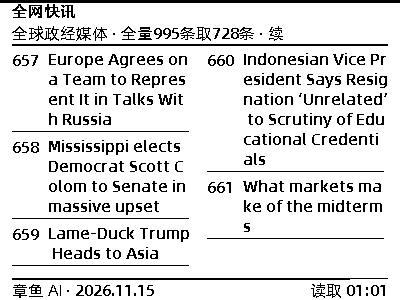 全网快讯
全球政经媒体 · 全量995条取728条 · 续
657 Europe Agrees on
a Team to Repres
ent It in Talks Wit
h Russia
658 Mississippi elects
Democrat Scott C
olom to Senate in
massive upset
659 Lame-Duck Trump
Heads to Asia
660 Indonesian Vice Pr
esident Says Resig
nation ‘Unrelated’
to Scrutiny of Edu
cational Credenti
als
661 What markets ma
ke of the midterm
s
章鱼 AI · 2026.11.15
读取 01:01